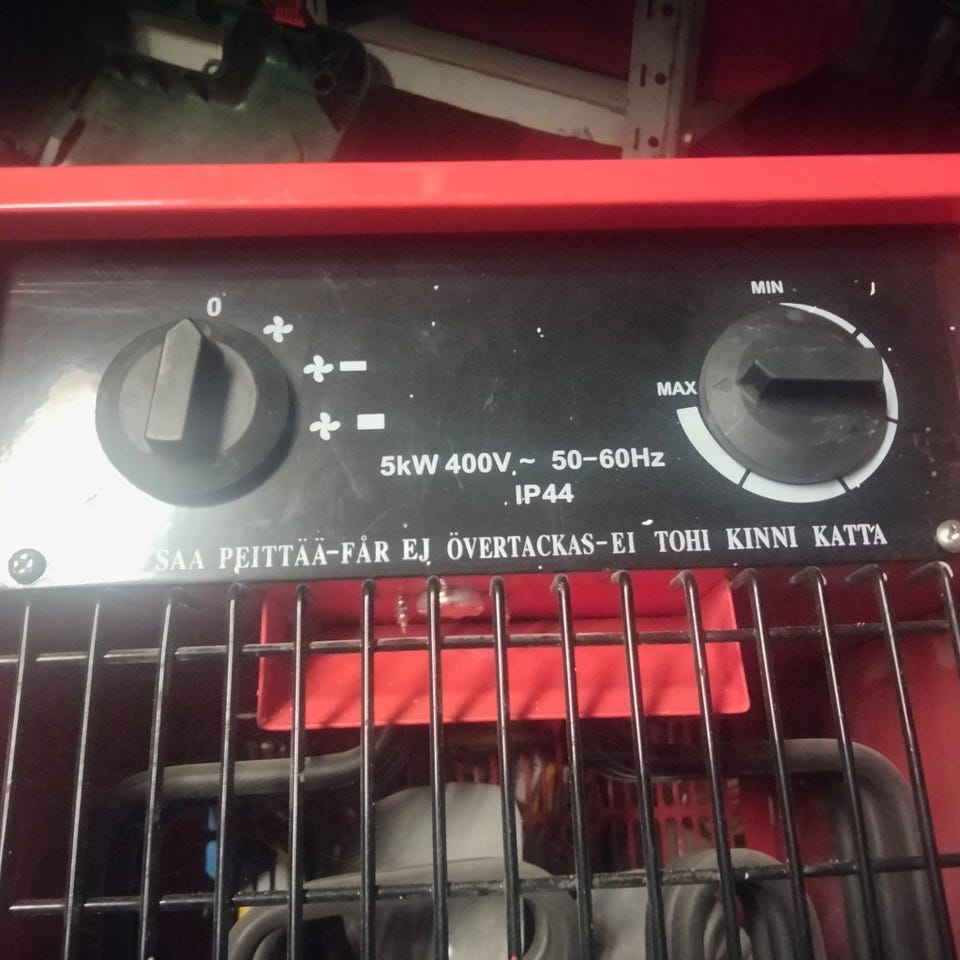 0
MIN
MAX
5kW 400V ~ 50-60Hz
IP44
SAA PEITTÄÄ-FÅR EJ ÖVERTACKAS-EI TOHI KINNI KATTA